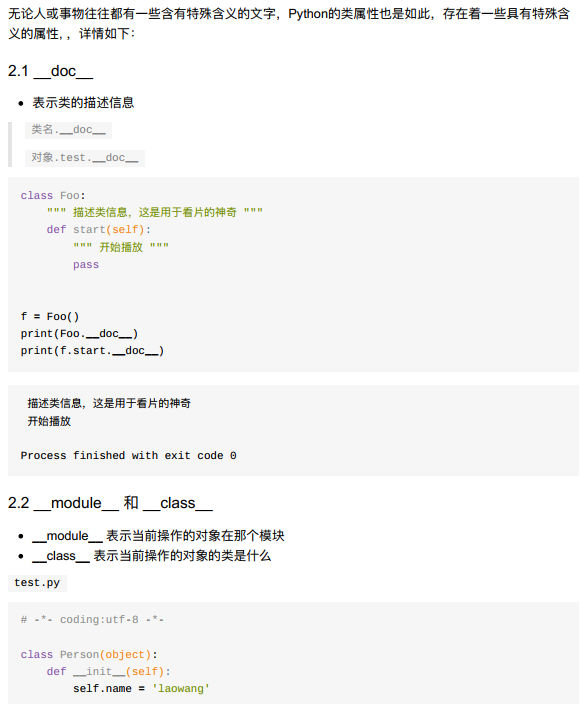 无论人或事物往往都有一些含有特殊含义的文字，Python的类属性也是如此，存在着一些具有特殊含
义的属性,，详情如下：
2.1 __doc__
• 表示类的描述信息
类名.__doc__
对象.test.__doc__
class Foo:
    """ 描述类信息，这是用于看片的神奇 """
    def start(self):
        """ 开始播放 """
        pass
f = Foo()
print(Foo.__doc__)
print(f.start.__doc__)
描述类信息，这是用于看片的神奇
开始播放
Process finished with exit code 0
2.2 __module__ 和 __class__
• __module__ 表示当前操作的对象在那个模块
• __class__ 表示当前操作的对象的类是什么
test.py
# -*- coding:utf-8 -*-
class Person(object):
    def __init__(self):
        self.name = 'laowang'